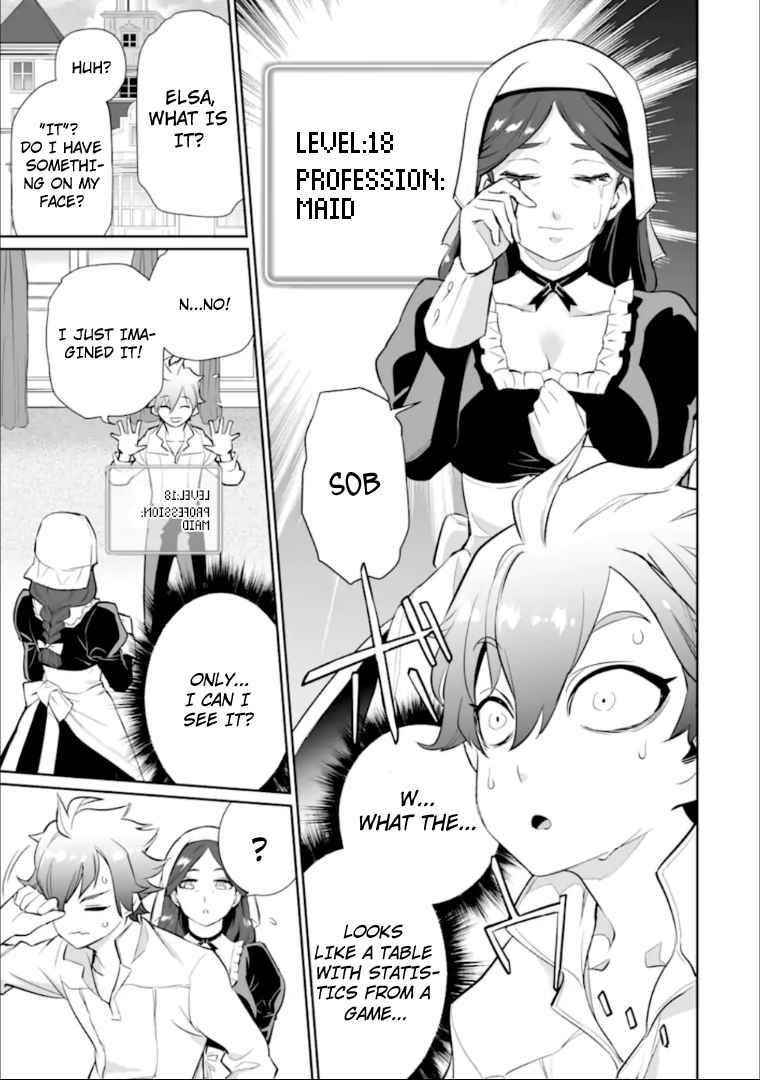 LEVEL:18
PROFESSION:
MAID
SOB
W...
WHAT THE...
LOOKS
LIKE A TABLE
WITH STATIS-
TICS FROM A
GAME...
ELSA,
WHAT IS
IT?
HUH?
"IT"?
DO I HAVE
SOMETHI-
NG ON MY
FACE?
N...NO!
I JUST IMA-
GINED IT!
LEVEL:18
PROFESSION:
MAID
ONLY...
I CAN I
SEE IT?
?